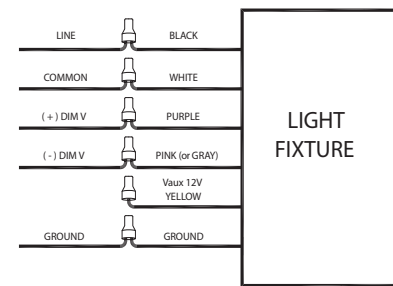 LINE BLACK
COMMON WHITE
( + ) DIM V PURPLE
( - ) DIM V PINK (or GRAY)
Vaux 12V
YELLOW
GROUND GROUND
LIGHT
FIXTURE